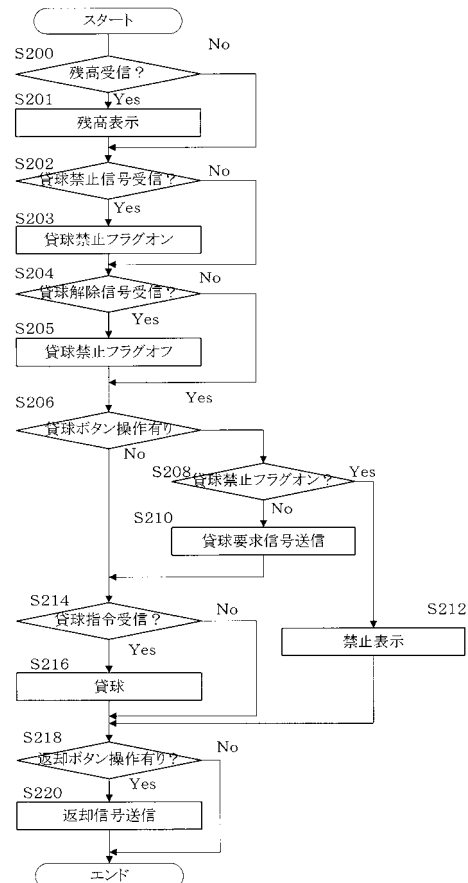 スタート
No
S200
残高受信？
S201
Yes
残高表示
S202
No
貸球禁止信号受信？
Yes
S203
貸球禁止フラグオン
S204
No
貸球解除信号受信？
Yes
S205
貸球禁止フラグオフ
Yes
S206
貸球ボタン操作有り
No
S208
Yes
貸球禁止フラグオン？
No
S210
貸球要求信号送信
S214
No
S212
貸球指令受信？
禁止表示
Yes
S216
貸球
S218
No
返却ボタン操作有り？
Yes
S220
返却信号送信
エンド